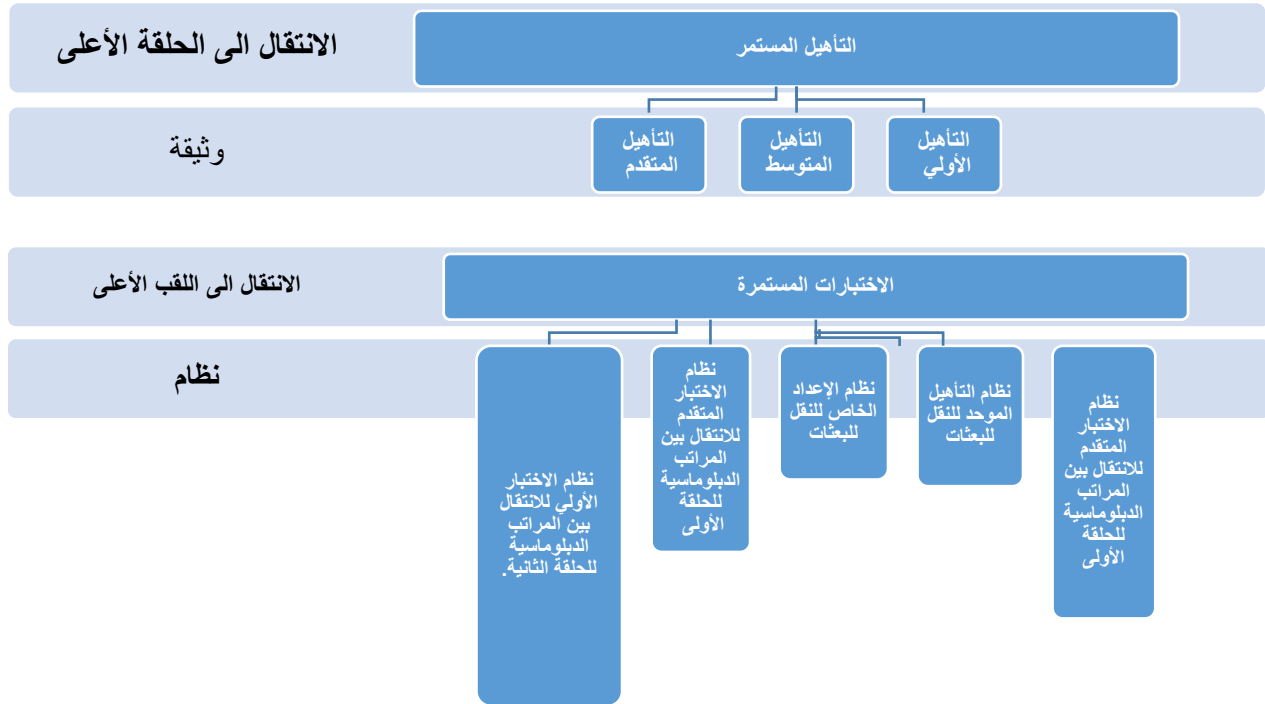 التأهيل المستمر
الانتقال الى الحلقة الأعلى
التأهيل
الأولي
التأهيل
المتوسط
التأهيل
المتقدم
وثيقة
الاختبارات المستمرة
الانتقال الى اللقب الأعلى
نظام
الاختبار
المتقدم
للانتقال بين
المراتب
الدبلوماسية
للحلقة
الأولى
نظام التأهيل
الموحد للنقل
للبعثات
نظام الإعداد
الخاص للنقل
للبعثات
نظام
الاختبار
المتقدم
للانتقال بين
المراتب
الدبلوماسية
للحلقة
الأولى
نظام الاختبار
الأولي للانتقال
بين المراتب
الدبلوماسية
للحلقة الثانية.
نظام